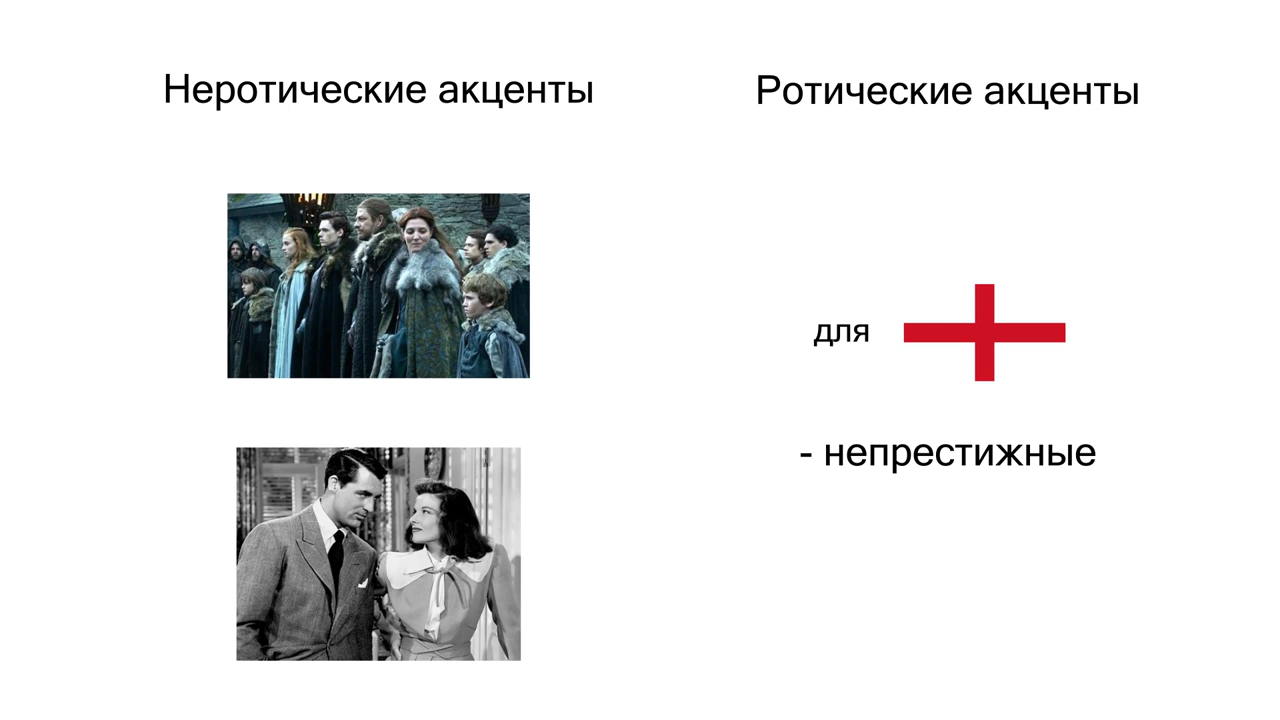 Неротические акценты
Ротические акценты
для
- непрестижные